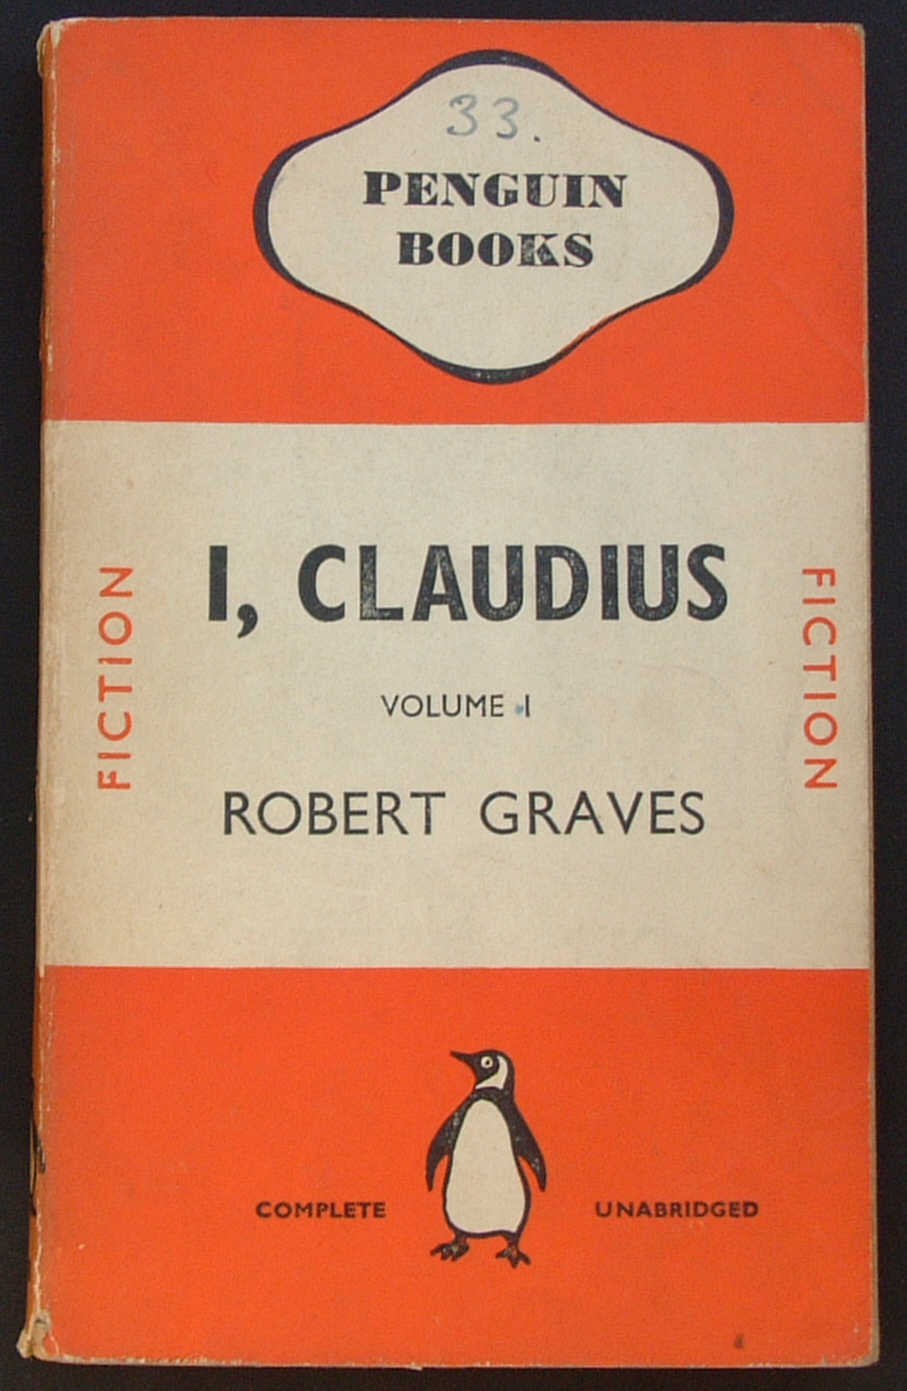 33.
PENGUIN
BOOKS
I, CLAUDIUS
FICTION
FICTION
VOLUME I
ROBERT GRAVES
COMPLETE
UNABRIDGED